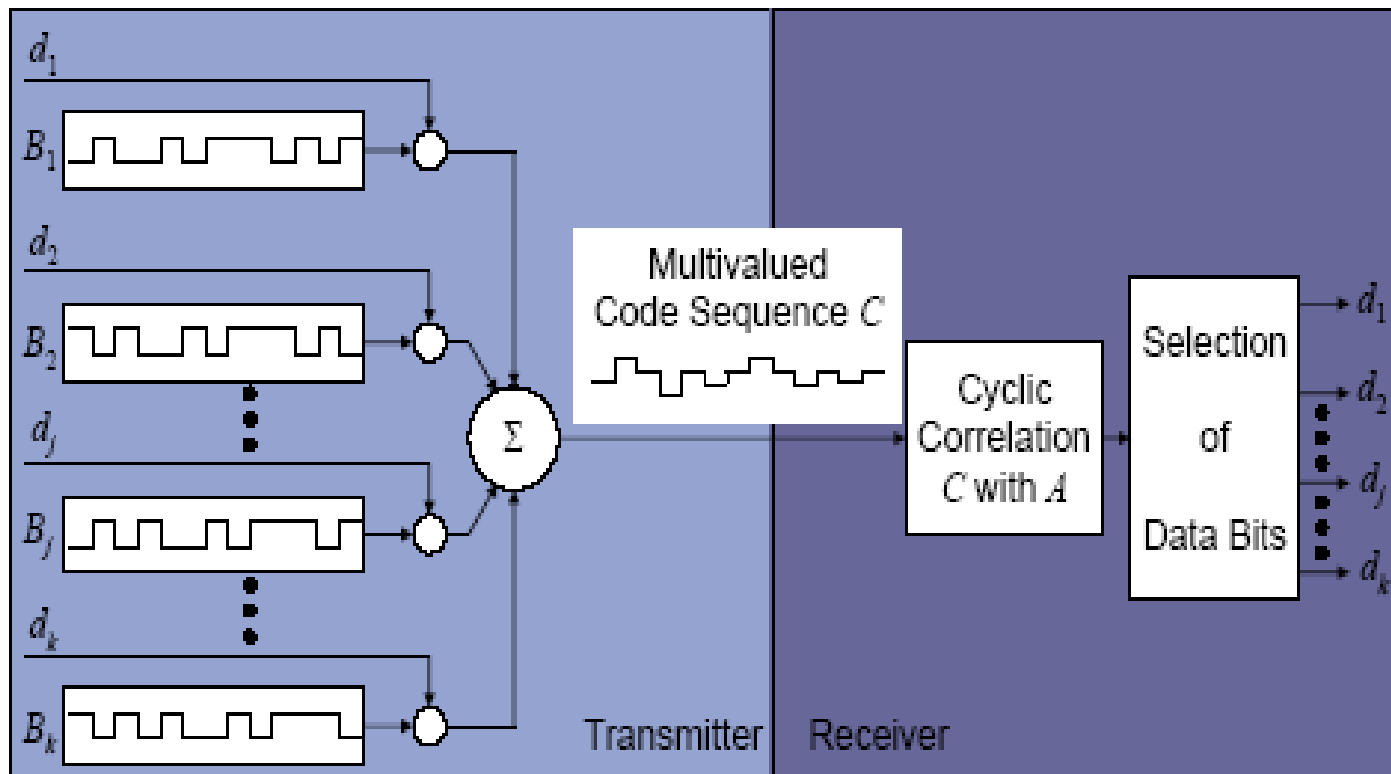 d₁
B₁
d₂
B₂
dⱼ
Bⱼ
dₖ
Bₖ
Σ
Multivalued
Code Sequence C
Cyclic
Correlation
C with A
Selection
of
Data Bits
d₁
d₂
dⱼ
dₖ
Transmitter
Receiver